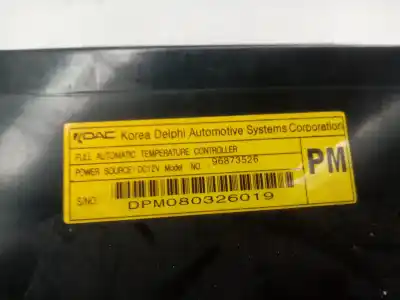 KDAC Korea Delphi Automotive Systems Corporation
FULL AUTOMATIC TEMPERATURE CONTROLLER
POWER SOURCE: DC12V Model NO. 96873526
PM
S/NO.
DPM080326019